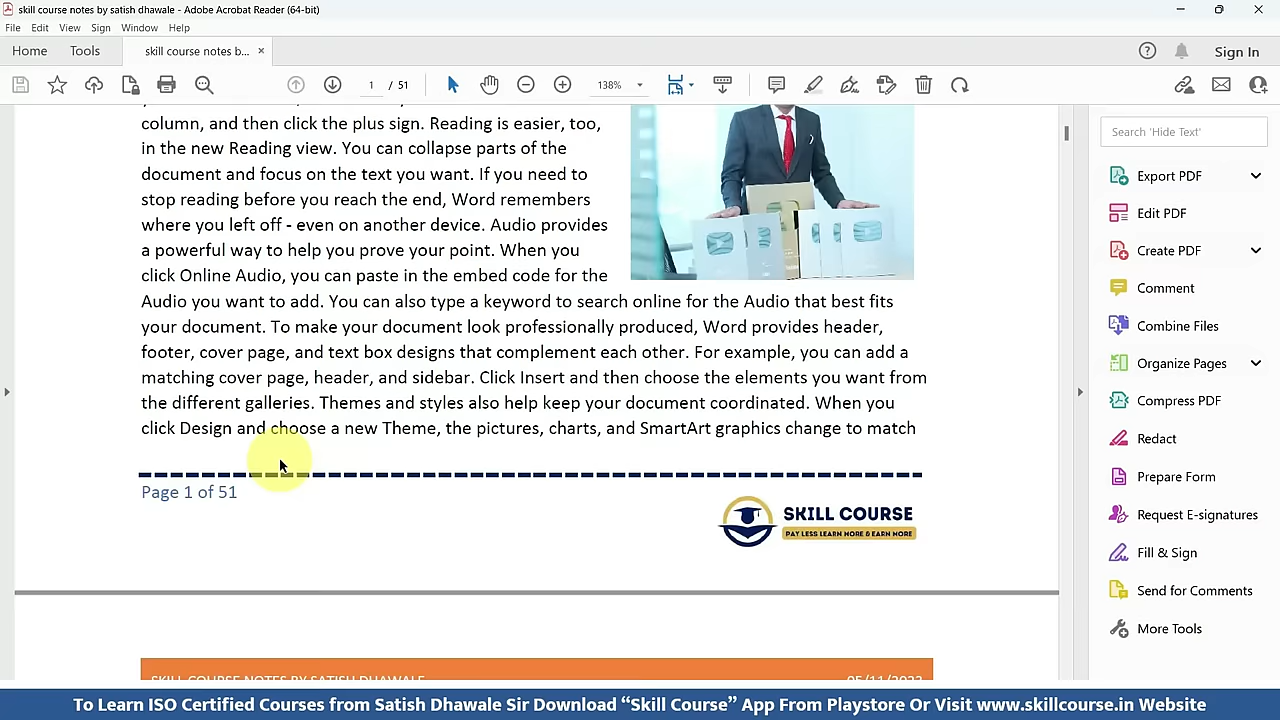 skill course notes by satish dhawale - Adobe Acrobat Reader (64-bit)
File Edit View Sign Window Help
Home Tools skill course notes b... × Sign In
1 / 51 138%
column, and then click the plus sign. Reading is easier, too,
in the new Reading view. You can collapse parts of the
document and focus on the text you want. If you need to
stop reading before you reach the end, Word remembers
where you left off - even on another device. Audio provides
a powerful way to help you prove your point. When you
click Online Audio, you can paste in the embed code for the
Audio you want to add. You can also type a keyword to search online for the Audio that best fits
your document. To make your document look professionally produced, Word provides header,
footer, cover page, and text box designs that complement each other. For example, you can add a
matching cover page, header, and sidebar. Click Insert and then choose the elements you want from
the different galleries. Themes and styles also help keep your document coordinated. When you
click Design and choose a new Theme, the pictures, charts, and SmartArt graphics change to match
Page 1 of 51
SKILL COURSE
PAY LESS LEARN MORE & EARN MORE
SKILL COURSE NOTES BY SATISH DHAWALE 05/11/2023
Search 'Hide Text'
Export PDF
Edit PDF
Create PDF
Comment
Combine Files
Organize Pages
Compress PDF
Redact
Prepare Form
Request E-signatures
Fill & Sign
Send for Comments
More Tools
To Learn ISO Certified Courses from Satish Dhawale Sir Download “Skill Course” App From Playstore Or Visit www.skillcourse.in Website